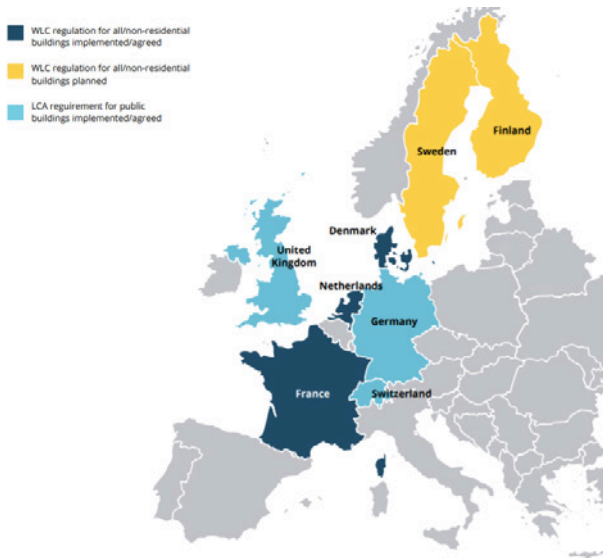 WLC regulation for all/non-residential
buildings implemented/agreed
WLC regulation for all/non-residential
buildings planned
LCA reguirement for public
buildings implemented/agreed
Finland
Sweden
Denmark
United
Kingdom
Netherlands
Germany
Switzerland
France